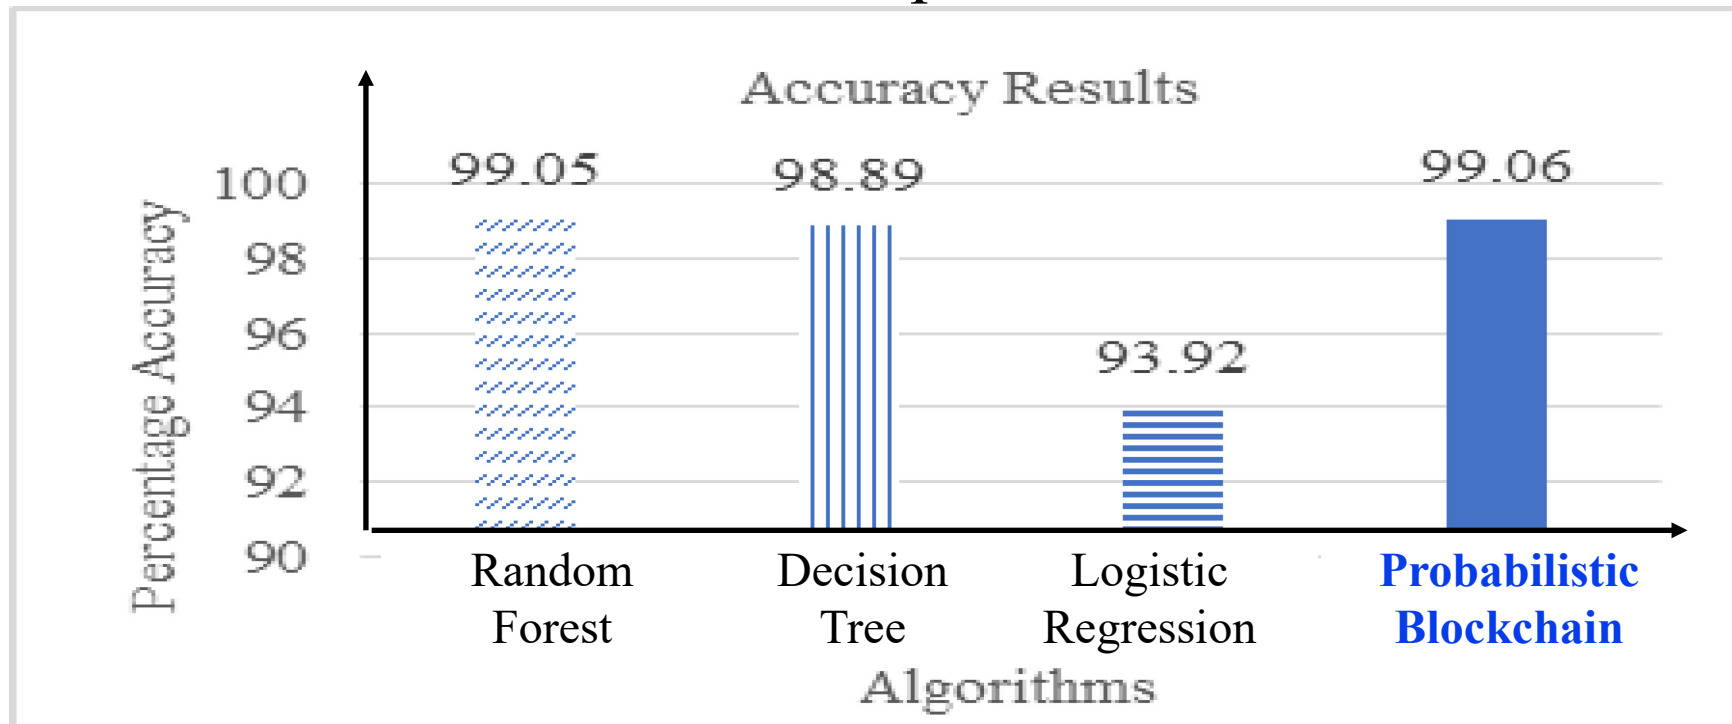 Accuracy Results
99.05
98.89
93.92
99.06
100
98
96
94
92
90
Percentage Accuracy
Random
Forest
Decision
Tree
Logistic
Regression
Probabilistic
Blockchain
Algorithms